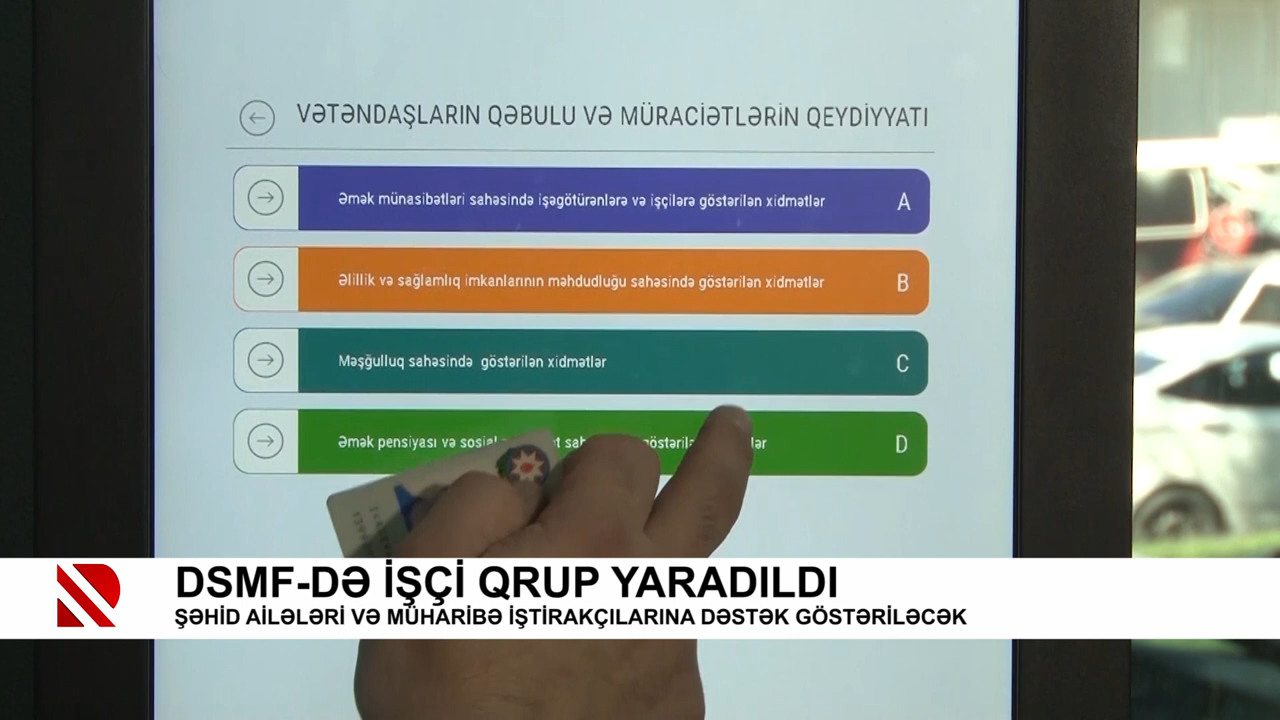 VƏTƏNDAŞLARIN QƏBULU VƏ MÜRACİƏTLƏRİN QEYDİYYATI
Əmək münasibətləri sahəsində işəgötürənlərə və işçilərə göstərilən xidmətlər A
Əlillik və sağlamlıq imkanlarının məhdudluğu sahəsində göstərilən xidmətlər B
Məşğulluq sahəsində göstərilən xidmətlər C
Əmək pensiyası və sosial D
DSMF-DƏ İŞÇİ QRUP YARADILDI
ŞƏHİD AİLƏLƏRİ VƏ MÜHARİBƏ İŞTİRAKÇILARINA DƏSTƏK GÖSTƏRİLƏCƏK